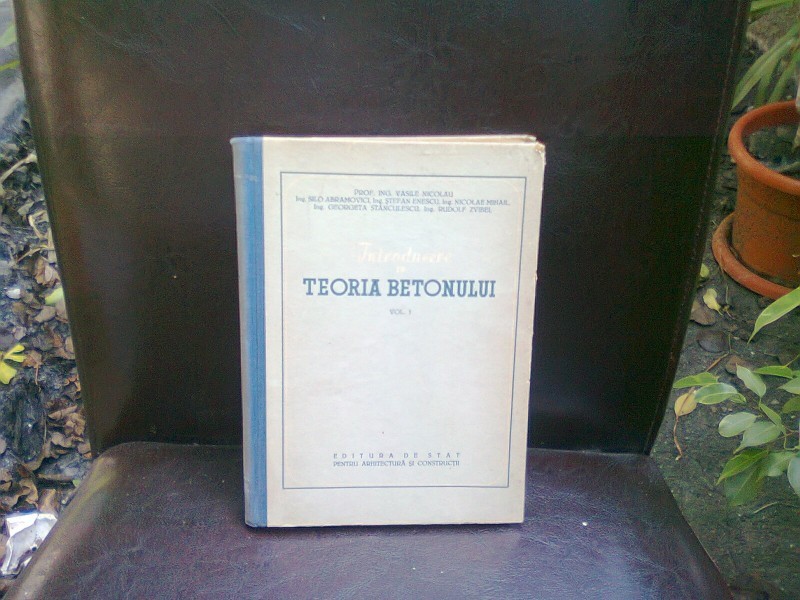 PROF. ING. VASILE NICOLAU
Ing. SILO ABRAMOVICI, Ing. ȘTEFAN ENESCU, Ing. NICOLAE MIHAIL,
Ing. GEORGETA STĂNCULESCU, Ing. RUDOLF ZVIBEL
Introducere
în
TEORIA BETONULUI
VOL. I
EDITURA DE STAT
PENTRU ARHITECTURĂ ȘI CONSTRUCȚII